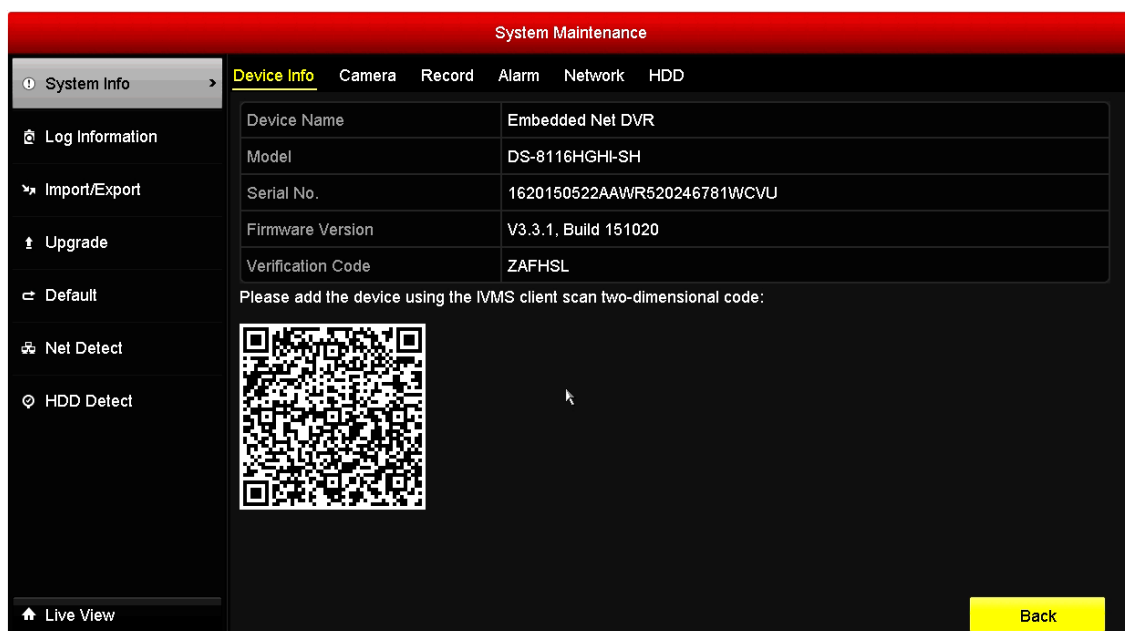 System Maintenance
System Info
Log Information
Import/Export
Upgrade
Default
Net Detect
HDD Detect
Live View
Device Info Camera Record Alarm Network HDD
Device Name Embedded Net DVR
Model DS-8116HGHI-SH
Serial No. 1620150522AAWR520246781WCVU
Firmware Version V3.3.1, Build 151020
Verification Code ZAFHSL
Please add the device using the IVMS client scan two-dimensional code:
Back